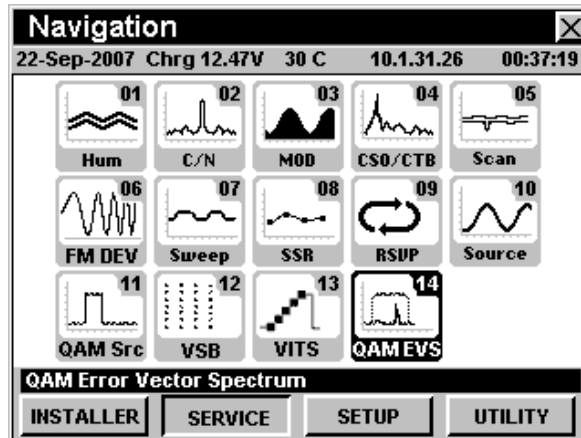 Navigation
22-Sep-2007 Chrg 12.47V 30 C 10.1.31.26 00:37:19
01 02 03 04 05
Hum C/N MOD CSO/CTB Scan
06 07 08 09 10
FM DEV Sweep SSR RSVP Source
11 12 13 14
QAM Src VSB VITS QAM EVS
QAM Error Vector Spectrum
INSTALLER SERVICE SETUP UTILITY